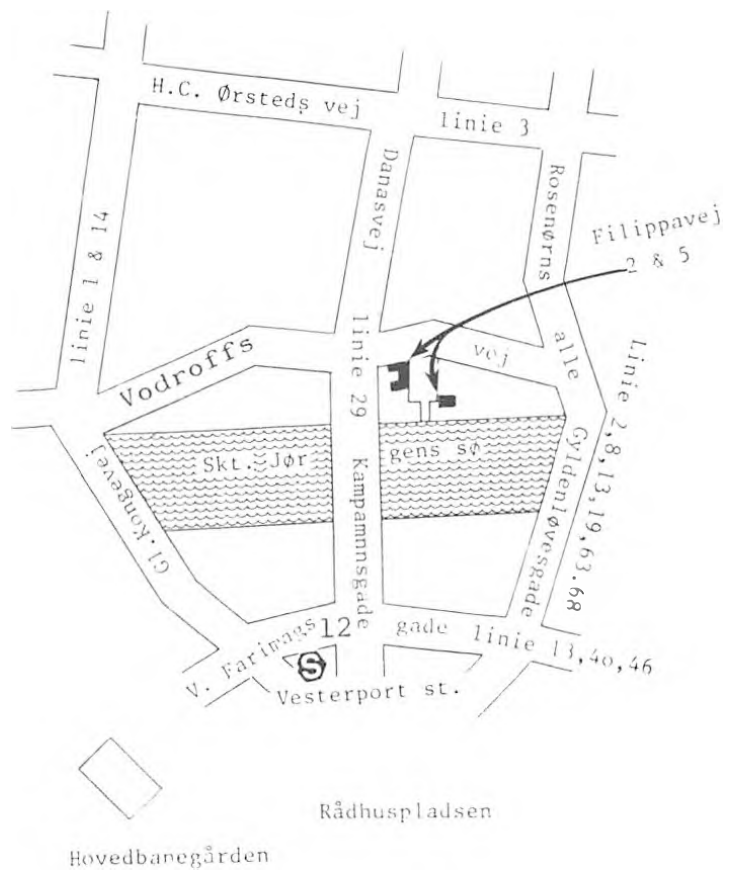 H.C. Ørsteds vej
linie 3
Danasvej
Rosenørns
alle
Filippavej
2 & 5
linie 1 & 14
linie 29
vej
Vodroffs
Linie 2,8,13,19,63.68
Skt. Jør
gens sø
Gl.Kongevej
Kampamnnsgade
Gyldenløvesgade
V. Farimags
12
gade
linie 13,4o,46
S
Vesterport st.
Rådhuspladsen
Hovedbanegården